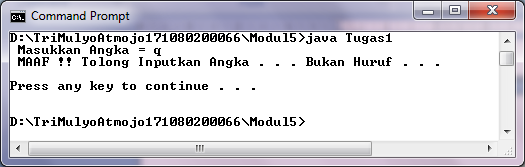 Command Prompt
D:\TriMulyoAtmojo171080200066\Modul5>java Tugas1
Masukkan Angka = q
MAAF !! Tolong Inputkan Angka . . . Bukan Huruf . . .
Press any key to continue . . .
D:\TriMulyoAtmojo171080200066\Modul5>